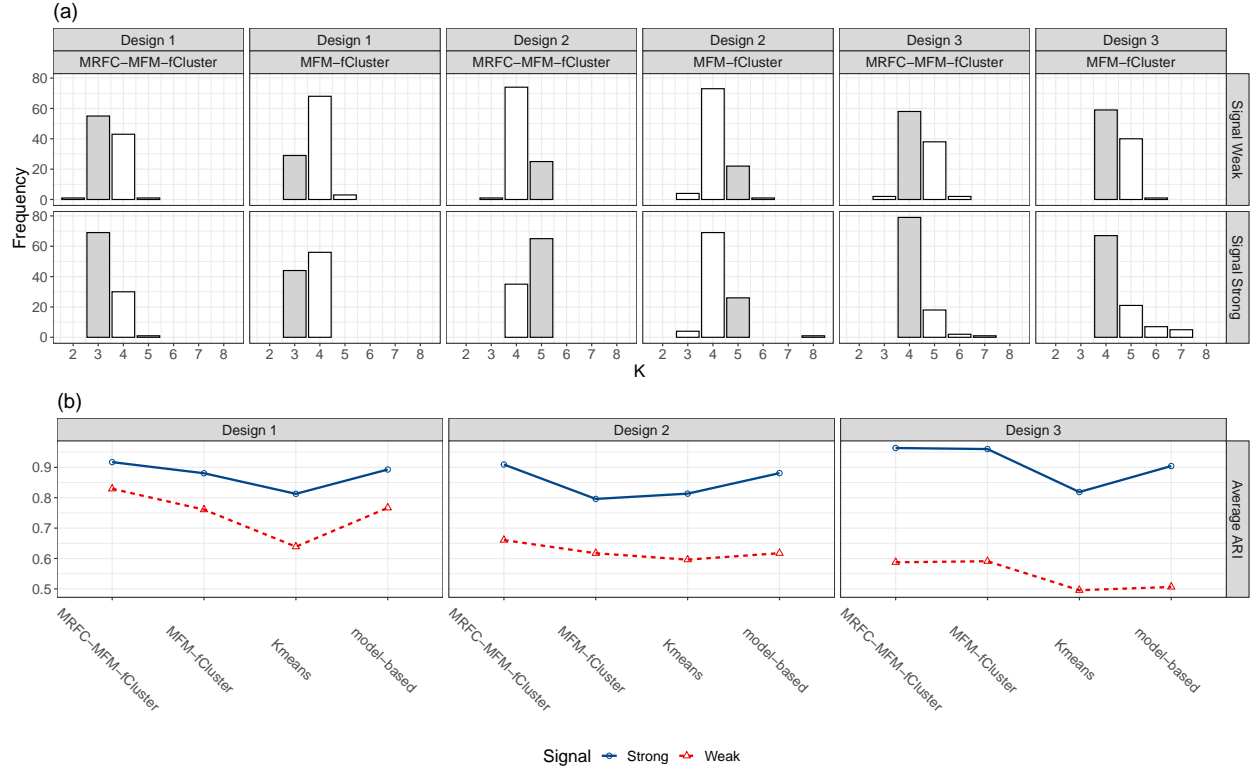 (a)
Design 1 Design 1 Design 2 Design 2 Design 3 Design 3
MRFC−MFM−fCluster MFM−fCluster MRFC−MFM−fCluster MFM−fCluster MRFC−MFM−fCluster MFM−fCluster
80
60
40
20
0
Signal Weak
80
60
40
20
0
Signal Strong
Frequency
2 3 4 5 6 7 8 2 3 4 5 6 7 8 2 3 4 5 6 7 8 2 3 4 5 6 7 8 2 3 4 5 6 7 8 2 3 4 5 6 7 8
K
(b)
Design 1 Design 2 Design 3
0.9
0.8
0.7
0.6
0.5
Average ARI
MRFC−MFM−fCluster MFM−fCluster Kmeans model−based MRFC−MFM−fCluster MFM−fCluster Kmeans model−based MRFC−MFM−fCluster MFM−fCluster Kmeans model−based
Signal Strong Weak